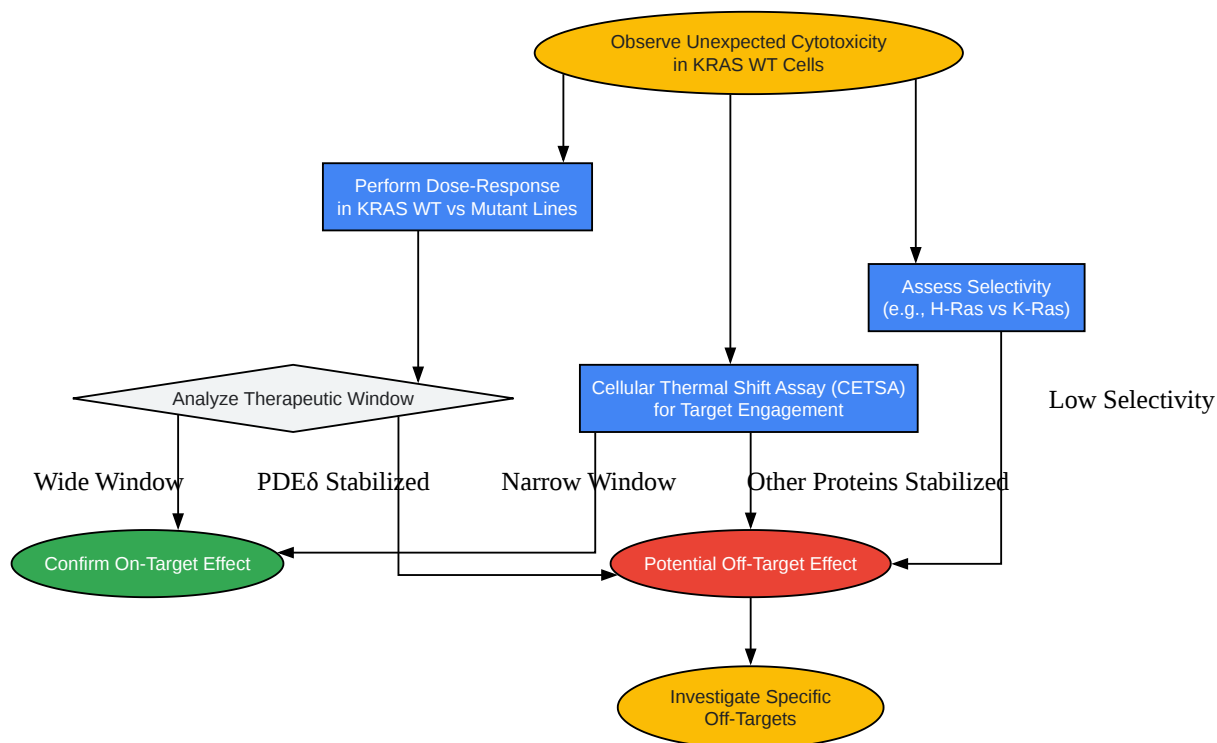 Observe Unexpected Cytotoxicity
in KRAS WT Cells
Perform Dose-Response
in KRAS WT vs Mutant Lines
Assess Selectivity
(e.g., H-Ras vs K-Ras)
Analyze Therapeutic Window
Cellular Thermal Shift Assay (CETSA)
for Target Engagement
Low Selectivity
Wide Window
PDEδ Stabilized
Narrow Window
Other Proteins Stabilized
Confirm On-Target Effect
Potential Off-Target Effect
Investigate Specific
Off-Targets